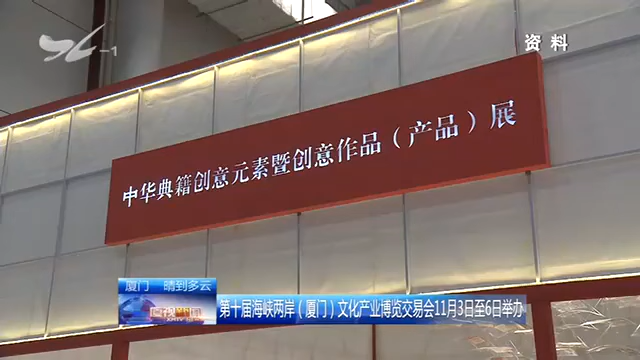 资料
中华典籍创意元素暨创意作品（产品）展
厦门 晴到多云
第十届海峡两岸（厦门）文化产业博览交易会11月3日至6日举办